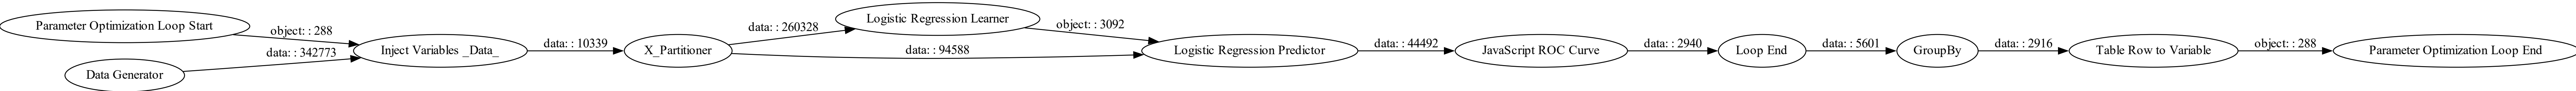 Parameter Optimization Loop Start
object: : 288
data: : 342773
Data Generator
Inject Variables _Data_
data: : 10339
X_Partitioner
data: : 260328
data: : 94588
Logistic Regression Learner
object: : 3092
Logistic Regression Predictor
data: : 44492
JavaScript ROC Curve
data: : 2940
Loop End
data: : 5601
GroupBy
data: : 2916
Table Row to Variable
object: : 288
Parameter Optimization Loop End